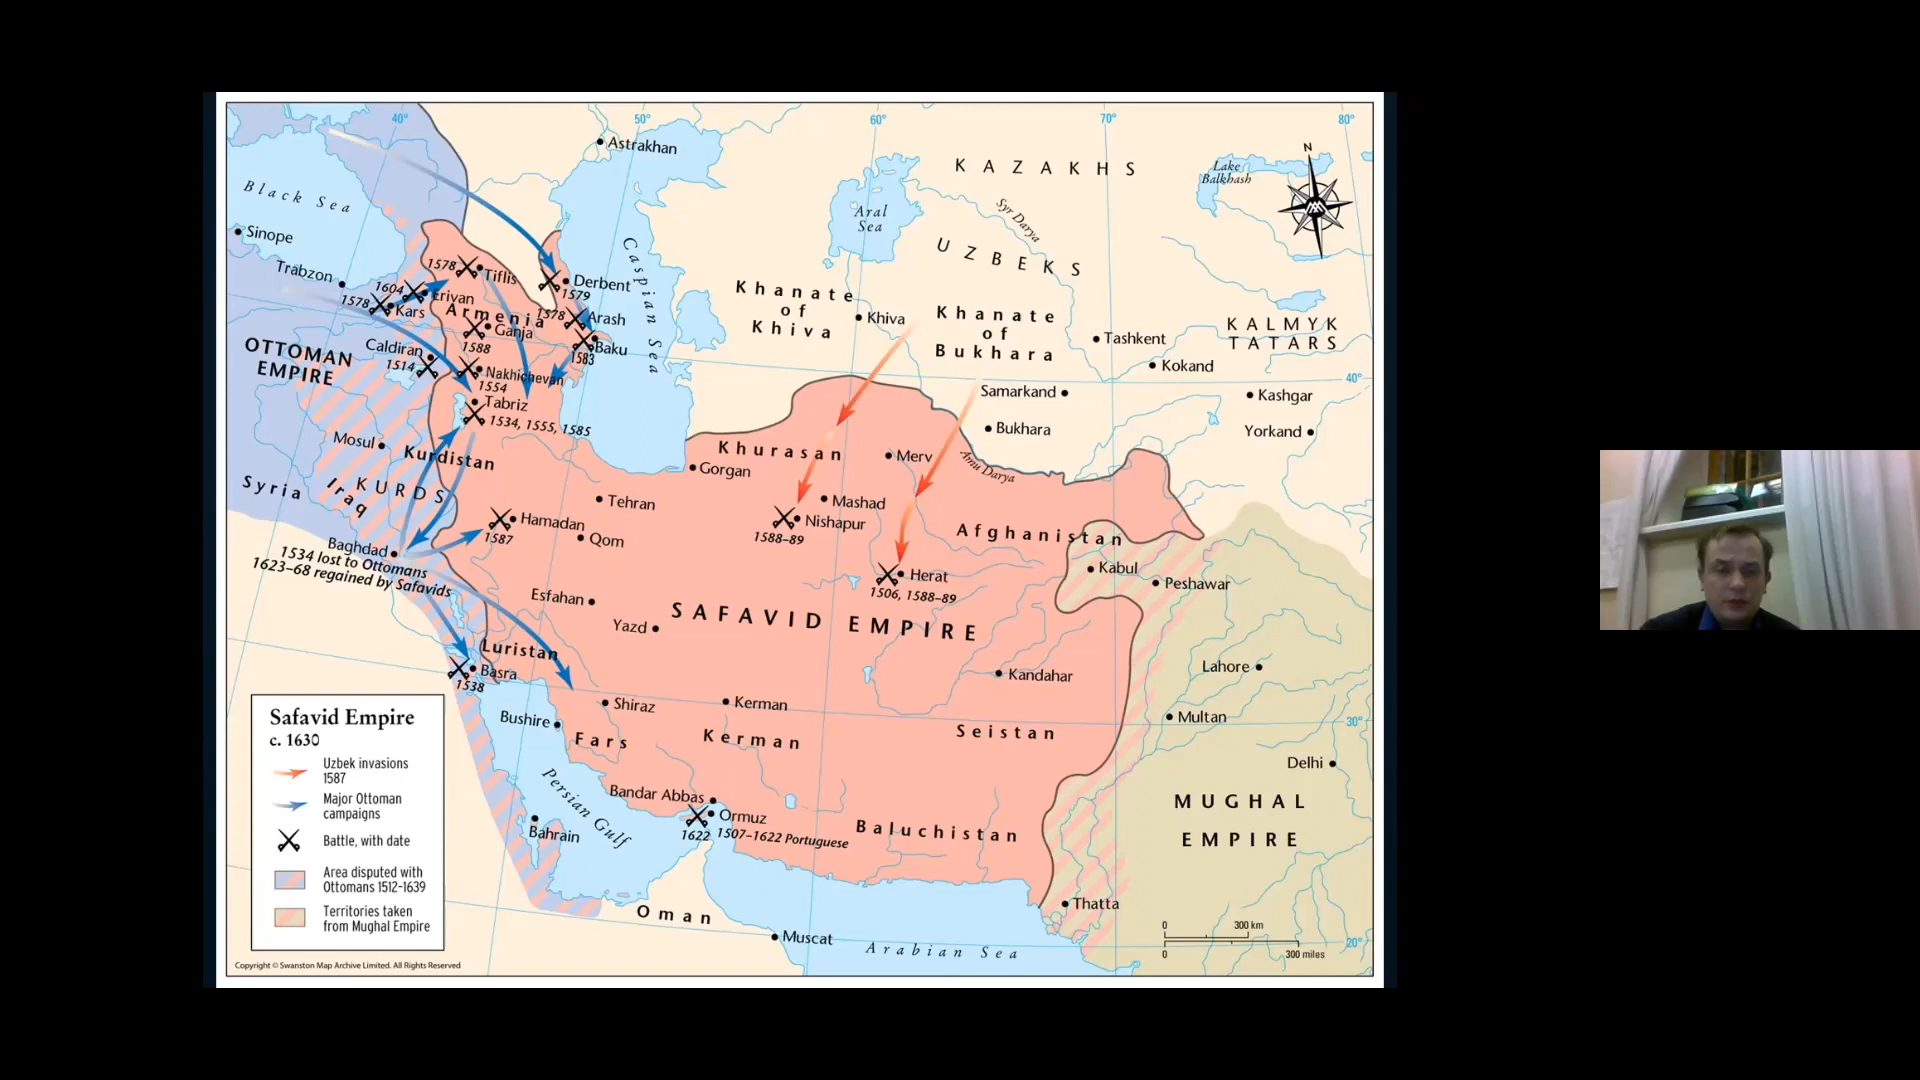 40°
50°
60°
70°
80°
Astrakhan
KAZAKHS
Lake
Balkhash
N
Black Sea
Aral
Sea
Syr Darya
Sinope
Caspian Sea
UZBEKS
Trabzon
1578
Tiflis
Derbent
1579
1604
Erivan
1578
Kars
Armenia
1578
Arash
Khanate
of
Khiva
Khiva
Khanate
of
Bukhara
Tashkent
KALMYK
TATARS
Ganja
1588
Baku
1583
OTTOMAN
EMPIRE
Caldiran
1514
Nakhichevan
1554
Kokand
40°
Samarkand
Kashgar
Tabriz
1534, 1555, 1585
Bukhara
Yorkand
Mosul
Kurdistan
Khurasan
Merv
Amu Darya
Gorgan
Syria
Iraq
KURDS
Tehran
Mashad
Nishapur
1588–89
Hamadan
1587
Qom
Afghanistan
Baghdad
1534 lost to Ottomans
1623–68 regained by Safavids
Kabul
Peshawar
Herat
1506, 1588–89
Esfahan
Yazd
SAFAVID EMPIRE
Luristan
Basra
1538
Kandahar
Lahore
Shiraz
Kerman
Bushire
Fars
Kerman
Seistan
Multan
30°
Delhi
Persian Gulf
Bandar Abbas
Ormuz
1622
1507–1622 Portuguese
Bahrain
Baluchistan
MUGHAL
EMPIRE
Oman
Thatta
Muscat
Arabian Sea
20°
0
300 km
0
300 miles
Safavid Empire
c. 1630
Uzbek invasions
1587
Major Ottoman
campaigns
Battle, with date
Area disputed with
Ottomans 1512-1639
Territories taken
from Mughal Empire
Copyright © Swanston Map Archive Limited. All Rights Reserved